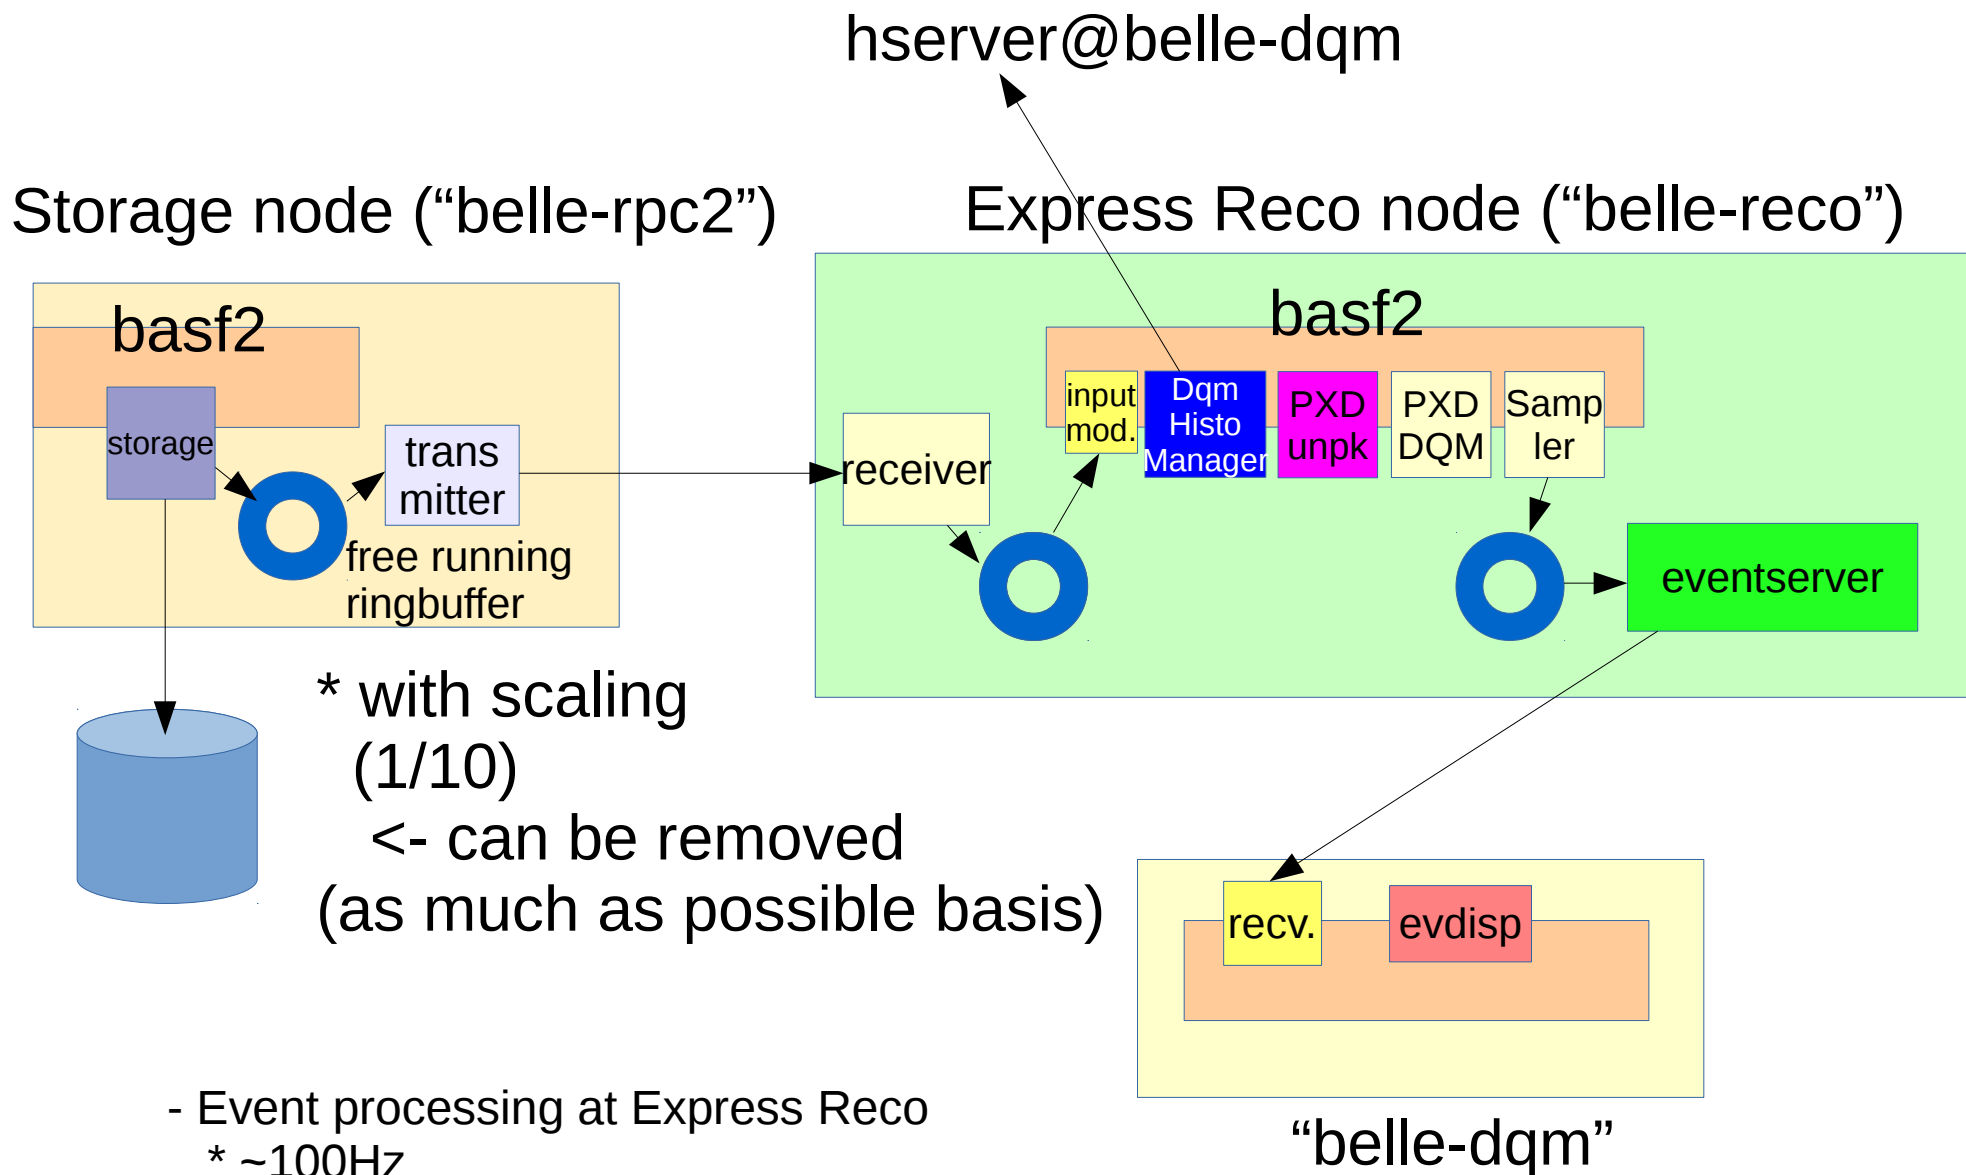 hserver@belle-dqm
Storage node (“belle-rpc2”)
Express Reco node (“belle-reco”)
basf2
storage
trans
mitter
free running
ringbuffer
basf2
receiver
input
mod.
Dqm
Histo
Manager
PXD
unpk
PXD
DQM
Samp
ler
eventserver
* with scaling
(1/10)
<- can be removed
(as much as possible basis)
recv.
evdisp
“belle-dqm”
- Event processing at Express Reco
* ~100Hz